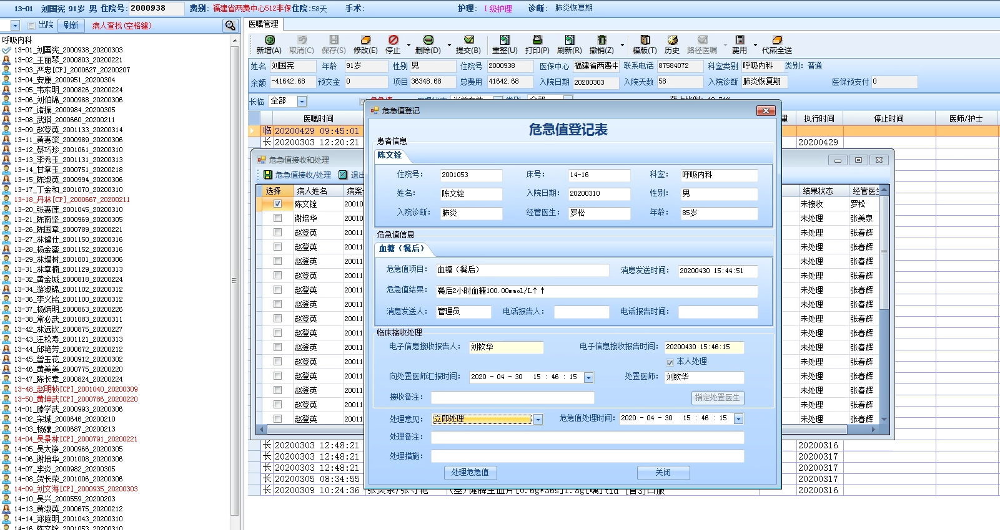 13-01 刘国宪 91岁 男 住院号: 2000938 费别: 福建省两费中心512非保 住院:58天 手术: 护理: Ⅰ级护理 诊断: 肺炎恢复期
出院 刷新 病人查找(空格键)
呼吸内科
13-01_刘国宪_2000938_20200303
13-02_王丽琴_2000803_20200221
13-03_严忠[CP]_2000627_20200207
13-04_安康_2000951_20200304
13-05_韦东明_2000826_20200224
13-06_刘伯锦_2000988_20200306
13-07_诸振_2000984_20200305
13-08_武瑛_2000660_20200211
13-09_赵登英_2001133_20200314
13-11_黄惠深_2000989_20200306
13-12_蔡巧珍_2001061_20200310
13-13_李秀玉_2001131_20200313
13-14_甘章玉_2000751_20200218
13-15_陈淑英_2000994_20200306
13-17_丁金和_2001070_20200310
13-18_丹林[CP]_2000667_20200211
13-20_张惠莲_2001045_20200310
13-21_陈南坚_2000969_20200305
13-26_陈国章_2000789_20200221
13-27_林健仕_2001150_20200316
13-28_杨金銮_2001152_20200316
13-29_林增树_2001001_20200306
13-31_林章楠_2001129_20200313
13-32_黄金城_2000818_20200224
13-34_游淑锦_2001102_20200312
13-36_李义铭_2001100_20200312
13-37_杨炳明_2000863_20200226
13-38_常必武_2001083_20200311
13-42_林远钦_2000875_20200227
13-43_汪松寿_2001121_20200313
13-44_邱艳芳_2000672_20200212
13-45_曾玉花_2000912_20200302
13-46_黄美美_2000775_20200220
13-47_陈长章_2000824_20200224
13-48_赵明桢[CP]_2001040_20200309
13-50_黄坤武[CP]_2000786_20200220
14-01_滕学武_2000993_20200306
14-02_宋城_2000646_20200210
14-03_杨骧_2000687_20200213
14-04_吴景林[CP]_2000791_20200221
14-05_吴太铮_2000966_20200305
14-06_谢培华_2001008_20200306
14-07_李炎_2000982_20200305
14-08_贺长荣_2001006_20200306
14-09_刘文海[CP]_2000935_20200303
14-10_吴兴_2000559_20200203
14-13_黄淑英_2000675_20200212
14-14_郑庭明_2001043_20200310
14-16_陈文铨_2001053_20200310
医嘱管理
新增(A) 取消(C) 保存(S) 修改(E) 停止 删除(D) 提交(B) 重整(U) 打印(P) 刷新(R) 撤销(Z) 模版(T) 历史 路径医嘱 费用 代煎全送
姓名 刘国宪 年龄 91岁 性别 男 住院号 2000938 医保中心 福建省两费中 联系电话 87584072 科室类别 呼吸内科 类别: 普通
余额 -41642.68 预交金 0 项目 36348.68 总费用 41642.68 入院日期 20200303 入院天数 58 入院诊断 肺炎恢复期 医保预支付 0
长临 全部
医嘱时间 量 执行时间 停止时间 医师/护士
临 20200429 09:45:01
长 20200303 12:20:21 20200429
危急值接收和处理
危急值接收/处理 退出
选择 病人姓名 病案 结果状态 经管医生
陈文铨 20010 未接收 罗松
谢培华 20010 未处理 张美泉
赵登英 20011 未处理 张春辉
赵登英 20011 未处理 张春辉
赵登英 20011 未处理 张春辉
赵登英 20011 未处理 张春辉
赵登英 20011 未处理 张春辉
赵登英 20011 未处理 张春辉
赵登英 20011 未处理 张春辉
赵登英 20011 未处理 张春辉
赵登英 20011 未处理 张春辉
赵登英 20011 未处理 张春辉
赵登英 20011 未处理 张春辉
赵登英 20011 未处理 张春辉
赵登英 20011 未处理 张春辉
赵登英 20011 未处理 张春辉
长 20200303 12:48:21 20200316
长 20200303 12:48:21 20200317
长 20200303 12:48:21 20200317
长 20200305 08:34:55 20200317
长 20200309 10:24:36 20200316
危急值登记
危急值登记表
患者信息
陈文铨
住院号: 2001053 床号: 14-16 科室: 呼吸内科
姓名: 陈文铨 入院日期: 20200310 性别: 男
入院诊断: 肺炎 经管医生: 罗松 年龄: 85岁
危急值信息
血糖（餐后）
危急值项目: 血糖（餐后） 消息发送时间: 20200430 15:44:51
危急值结果: 餐后2小时血糖100.00mmol/L↑↑
消息发送人: 管理员 电话报告人: 电话报告时间:
临床接收处理
电子信息接收报告人: 刘钦华 电子信息接收报告时间: 20200430 15:46:15
本人处理
向处置医师汇报时间: 2020 - 04 - 30 15 : 46 : 15 处置医师: 刘钦华
接收备注: 指定处置医生
处理意见: 立即处理 危急值处理时间: 2020 - 04 - 30 15 : 46 : 15
处理备注:
处理措施:
处理危急值 关闭